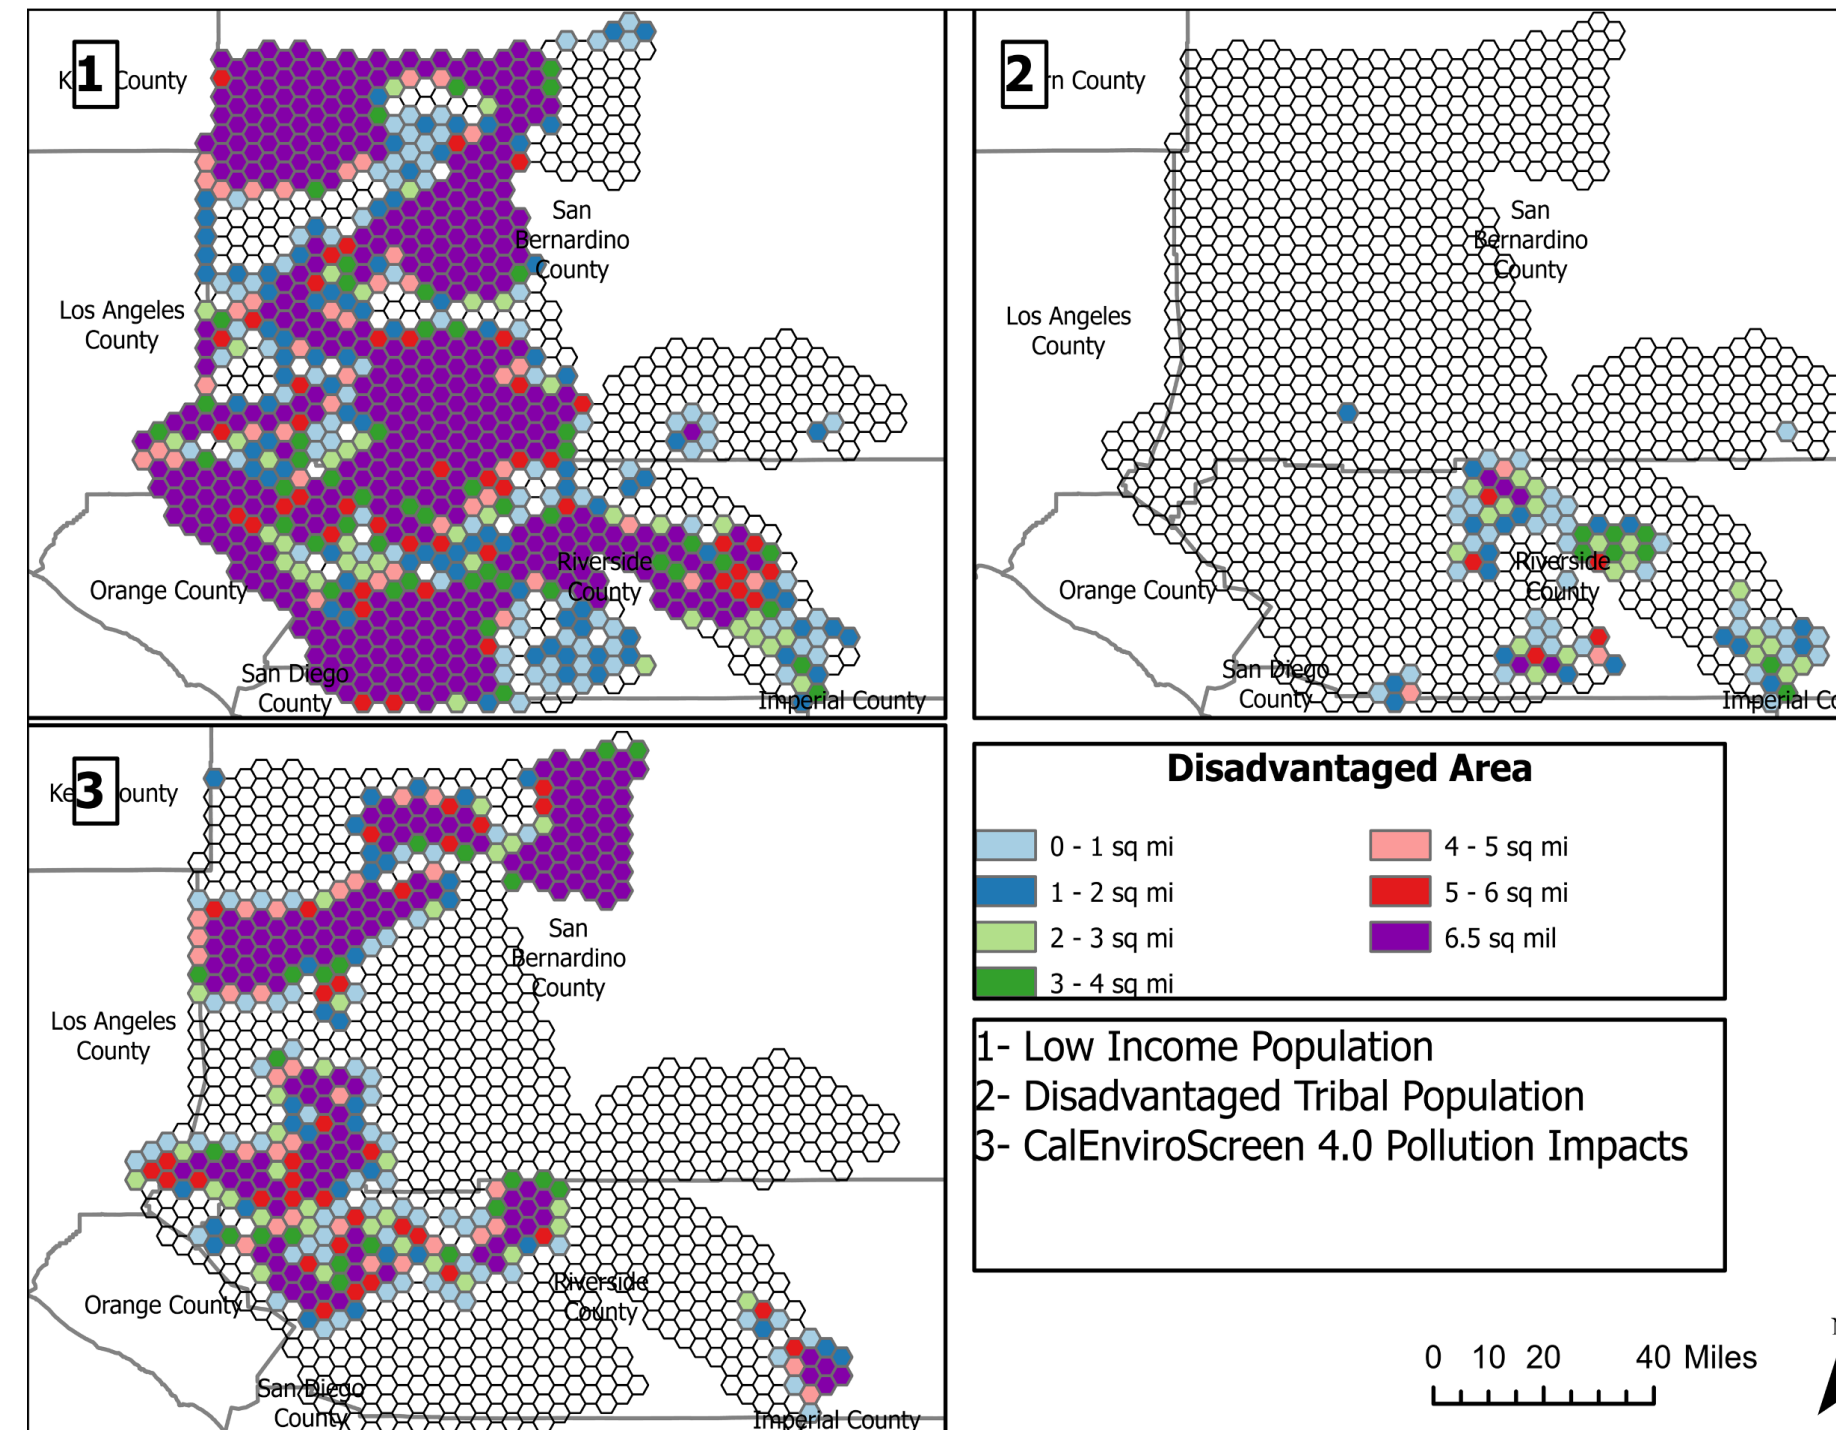 1
K County
San
Bernardino
County
Los Angeles
County
Riverside
County
Orange County
San Diego
County
Imperial County
2
rn County
San
Bernardino
County
Los Angeles
County
Riverside
County
Orange County
San Diego
County
Imperial Co
3
Ke ounty
San
Bernardino
County
Los Angeles
County
Riverside
County
Orange County
San Diego
County
Imperial County
Disadvantaged Area
0 - 1 sq mi
1 - 2 sq mi
2 - 3 sq mi
3 - 4 sq mi
4 - 5 sq mi
5 - 6 sq mi
6.5 sq mil
1- Low Income Population
2- Disadvantaged Tribal Population
3- CalEnviroScreen 4.0 Pollution Impacts
0 10 20 40 Miles